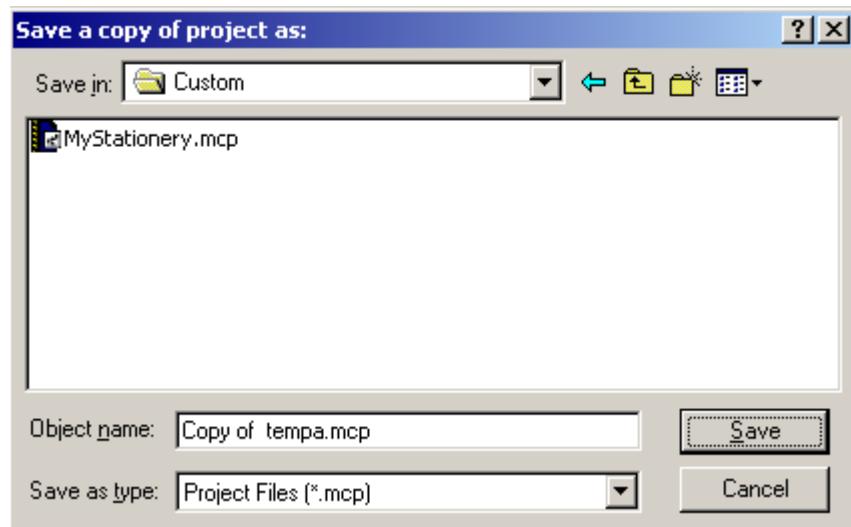 Save a copy of project as:
Save in: Custom
MyStationery.mcp
Object name: Copy of  tempa.mcp Save
Save as type: Project Files (*.mcp) Cancel